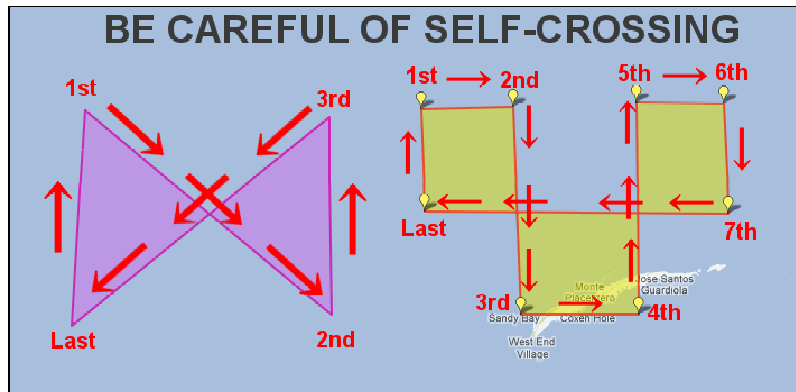 BE CAREFUL OF SELF-CROSSING
1st
3rd
Last
2nd
1st
2nd
5th
6th
Last
7th
3rd
4th
Monte
Placentero
Jose Santos
Guardiola
Sandy Bay
Coxen Hole
West End
Village